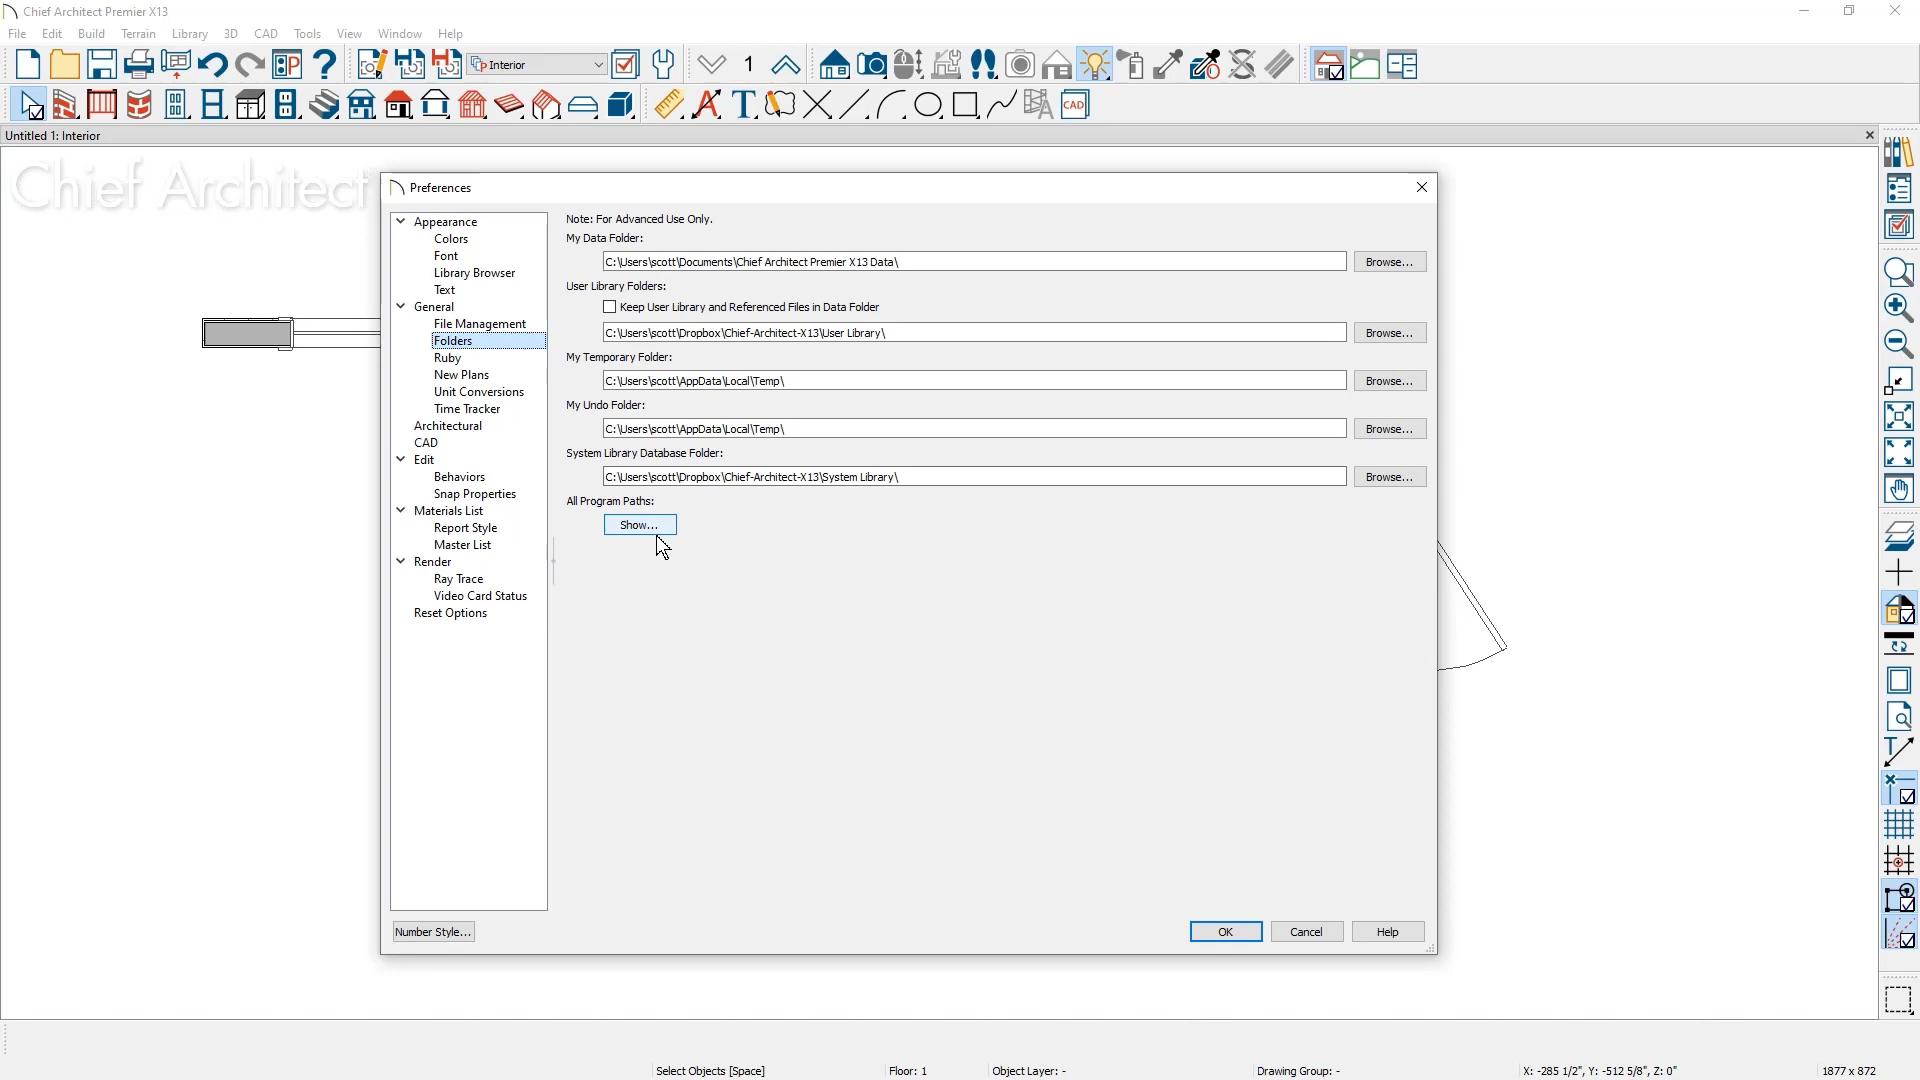 Chief Architect Premier X13
File Edit Build Terrain Library 3D CAD Tools View Window Help
Interior
1
CAD
Untitled 1: Interior
Chief Architect
Preferences
Appearance
Colors
Font
Library Browser
Text
General
File Management
Folders
Ruby
New Plans
Unit Conversions
Time Tracker
Architectural
CAD
Edit
Behaviors
Snap Properties
Materials List
Report Style
Master List
Render
Ray Trace
Video Card Status
Reset Options
Note: For Advanced Use Only.
My Data Folder:
C:\Users\scott\Documents\Chief Architect Premier X13 Data\
Browse...
User Library Folders:
Keep User Library and Referenced Files in Data Folder
C:\Users\scott\Dropbox\Chief-Architect-X13\User Library\
Browse...
My Temporary Folder:
C:\Users\scott\AppData\Local\Temp\
Browse...
My Undo Folder:
C:\Users\scott\AppData\Local\Temp\
Browse...
System Library Database Folder:
C:\Users\scott\Dropbox\Chief-Architect-X13\System Library\
Browse...
All Program Paths:
Show...
Number Style...
OK
Cancel
Help
Select Objects [Space]
Floor: 1
Object Layer: -
Drawing Group: -
X: -285 1/2", Y: -512 5/8", Z: 0"
1877 x 872